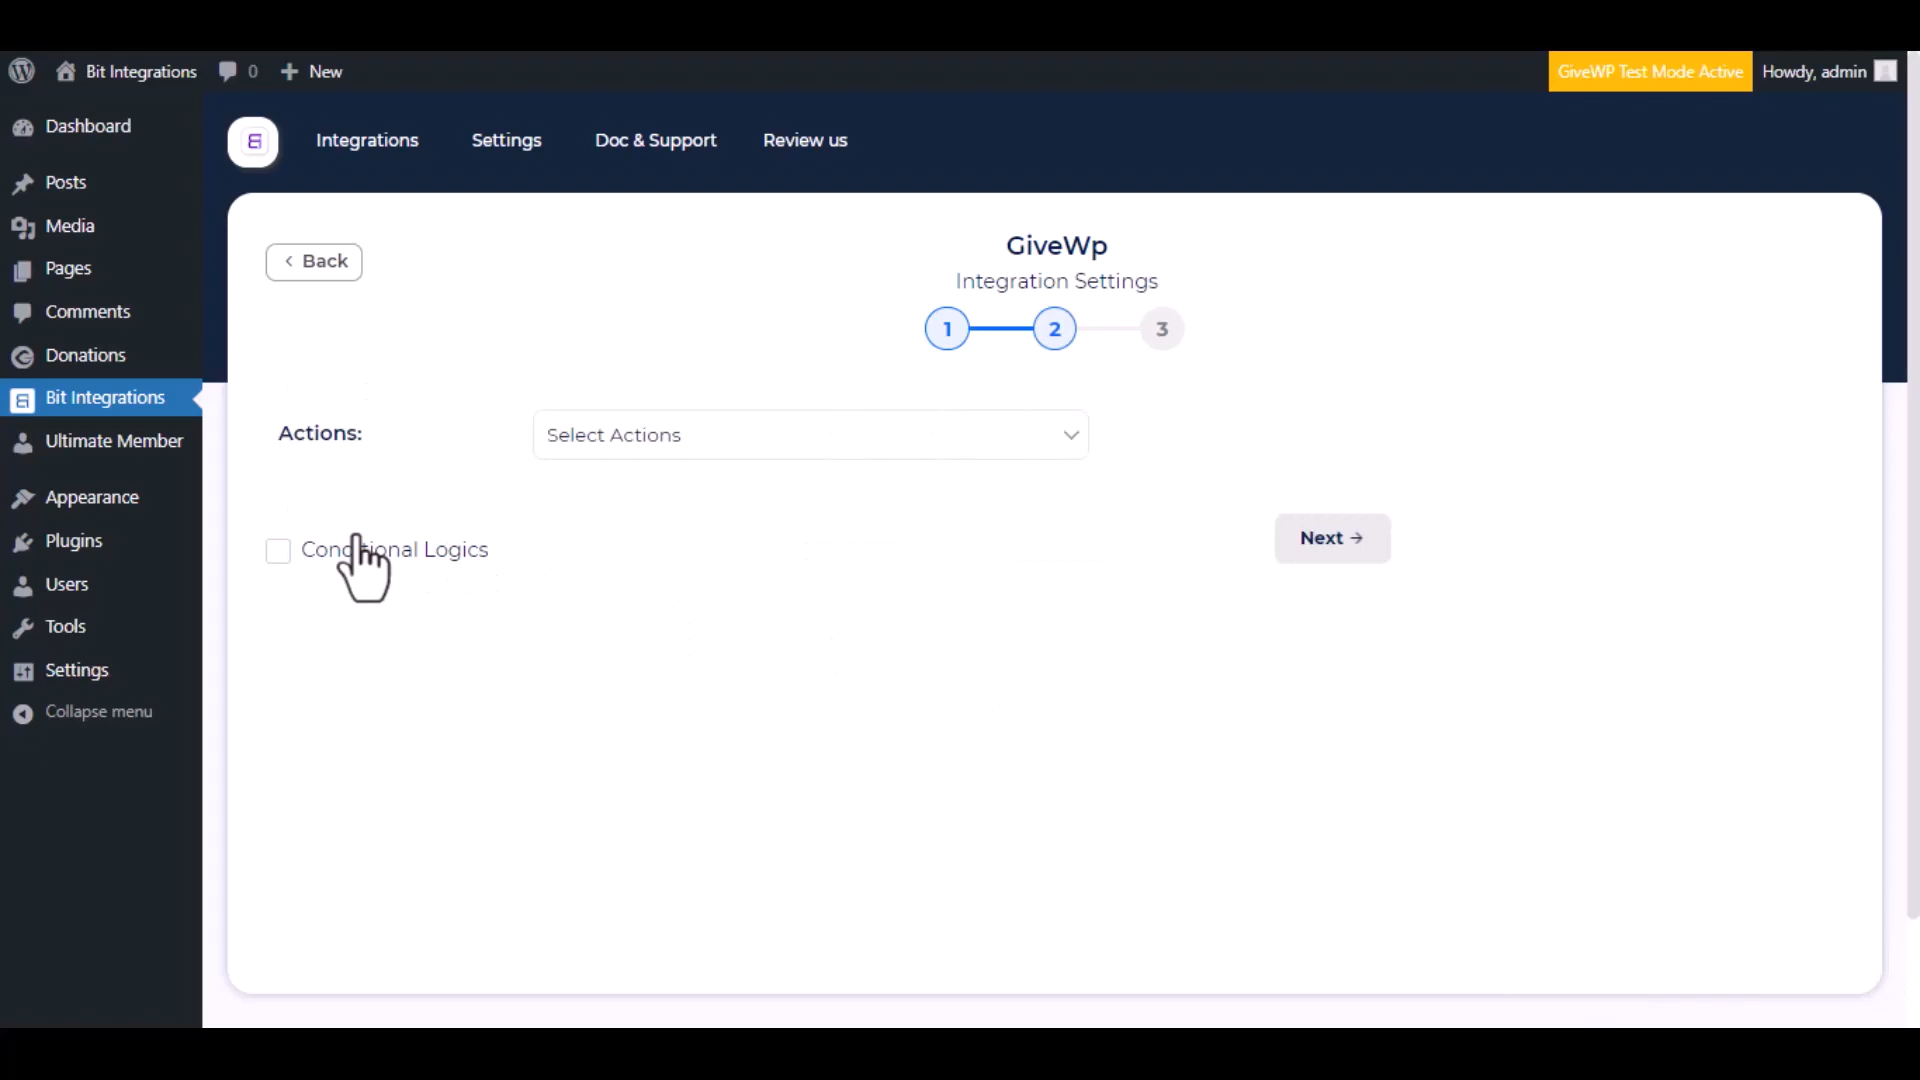 Bit Integrations
0
New
GiveWP Test Mode Active
Howdy, admin
Dashboard
Posts
Media
Pages
Comments
Donations
Bit Integrations
Ultimate Member
Appearance
Plugins
Users
Tools
Settings
Collapse menu
Integrations
Settings
Doc & Support
Review us
Back
GiveWp
Integration Settings
1
2
3
Actions:
Select Actions
Conditional Logics
Next